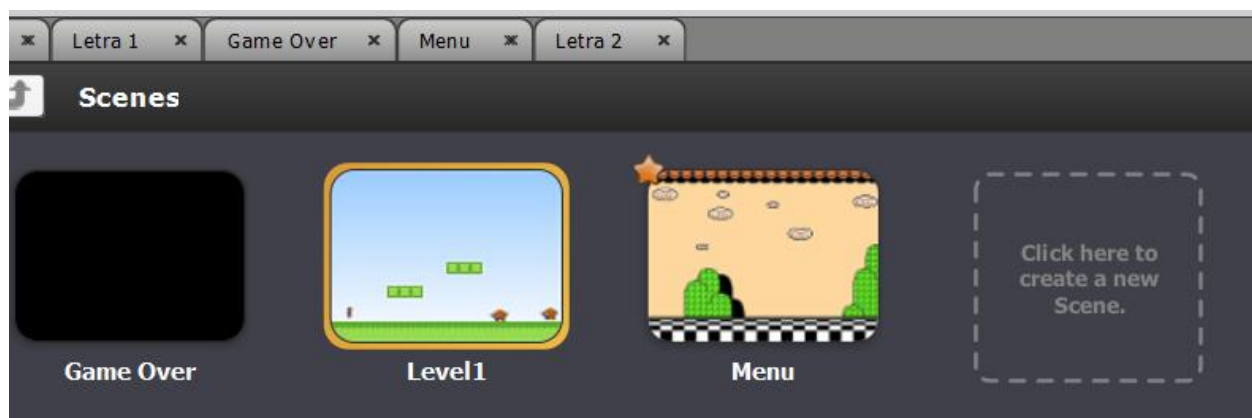 Letra 1 Game Over Menu Letra 2
Scenes
Click here to
create a new
Scene.
Game Over Level1 Menu